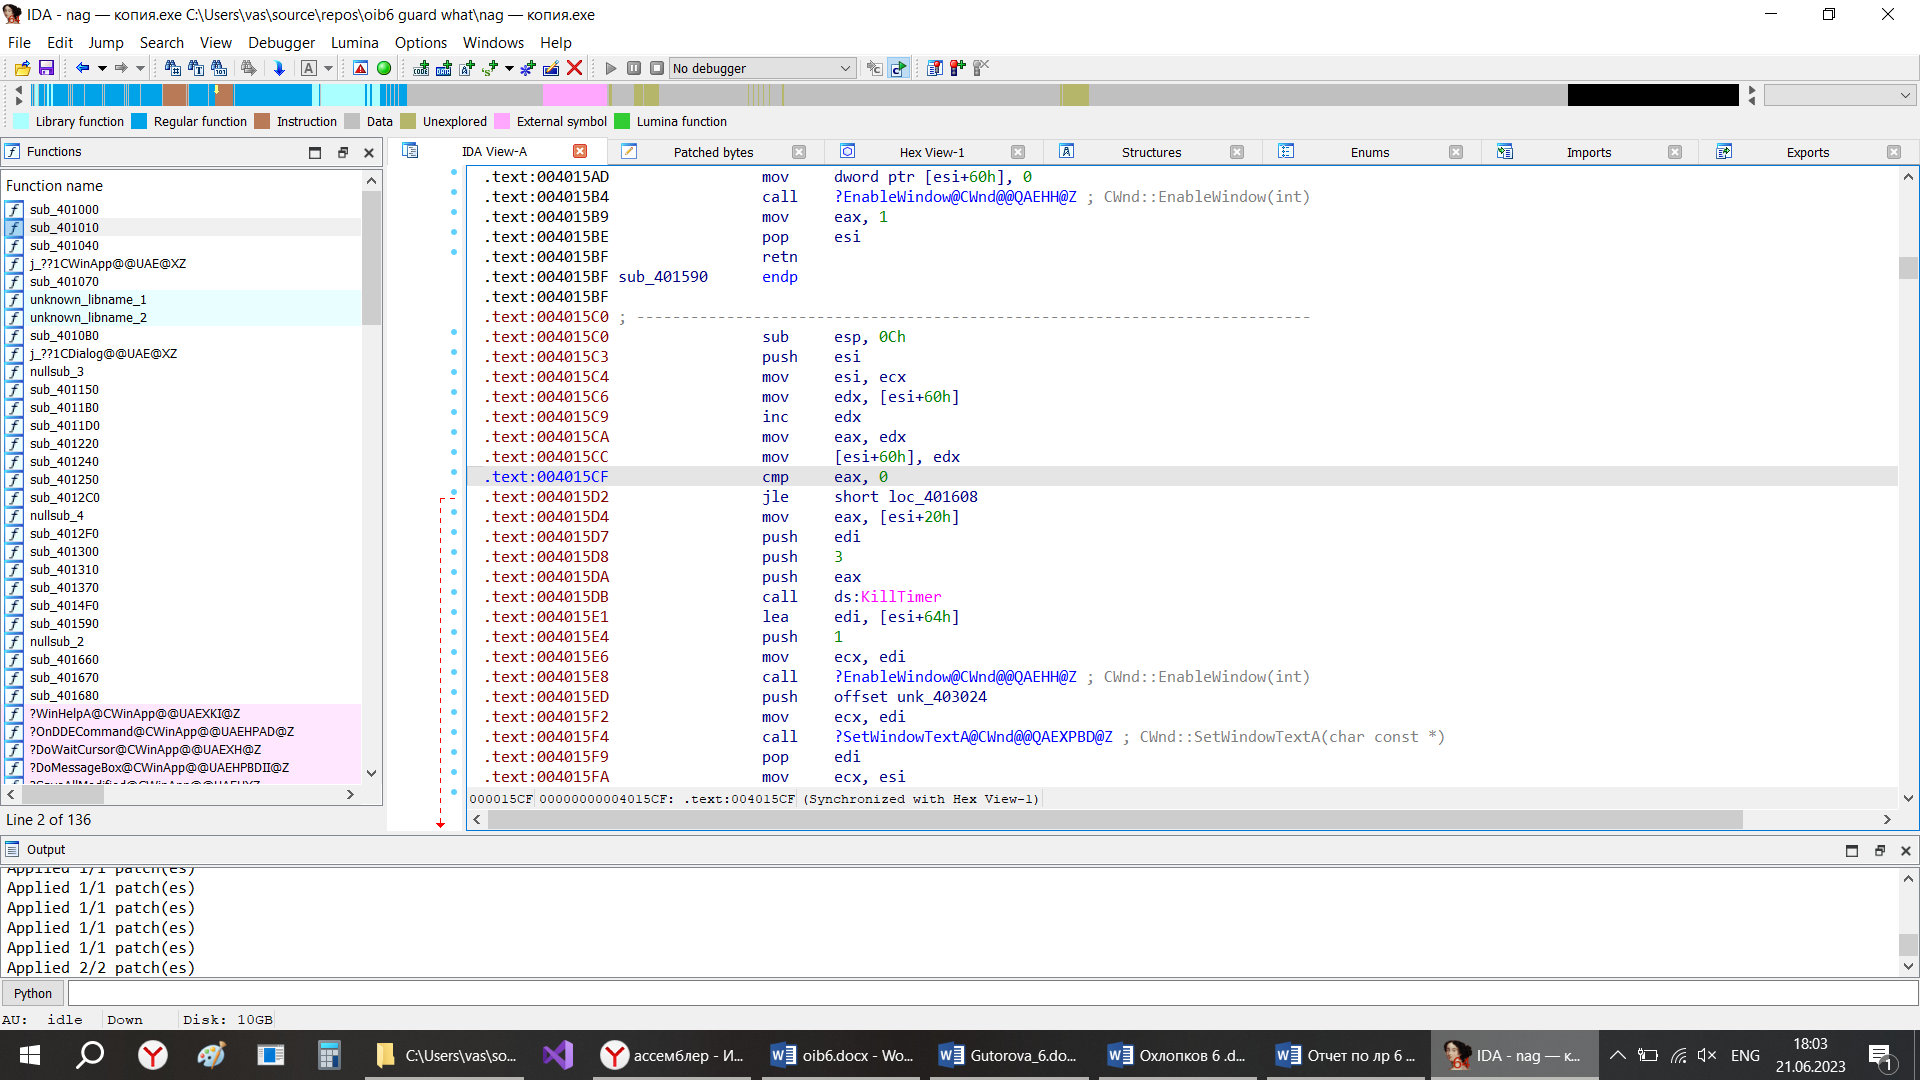 IDA - nag — копия.exe C:\Users\vas\source\repos\oib6 guard what\nag — копия.exe
File Edit Jump Search View Debugger Lumina Options Windows Help
No debugger
Library function Regular function Instruction Data Unexplored External symbol Lumina function
Functions
IDA View-A Patched bytes Hex View-1 Structures Enums Imports Exports
Function name
sub_401000
sub_401010
sub_401040
j_??1CWinApp@@UAE@XZ
sub_401070
unknown_libname_1
unknown_libname_2
sub_4010B0
j_??1CDialog@@UAE@XZ
nullsub_3
sub_401150
sub_4011B0
sub_4011D0
sub_401220
sub_401240
sub_401250
sub_4012C0
nullsub_4
sub_4012F0
sub_401300
sub_401310
sub_401370
sub_4014F0
sub_401590
nullsub_2
sub_401660
sub_401670
sub_401680
?WinHelpA@CWinApp@@UAEXKI@Z
?OnDDECommand@CWinApp@@UAEHPAD@Z
?DoWaitCursor@CWinApp@@UAEXH@Z
?DoMessageBox@CWinApp@@UAEHPBDII@Z
Line 2 of 136
.text:004015AD mov dword ptr [esi+60h], 0
.text:004015B4 call ?EnableWindow@CWnd@@QAEHH@Z ; CWnd::EnableWindow(int)
.text:004015B9 mov eax, 1
.text:004015BE pop esi
.text:004015BF retn
.text:004015BF sub_401590 endp
.text:004015BF
.text:004015C0 ; ---------------------------------------------------------------------------
.text:004015C0 sub esp, 0Ch
.text:004015C3 push esi
.text:004015C4 mov esi, ecx
.text:004015C6 mov edx, [esi+60h]
.text:004015C9 inc edx
.text:004015CA mov eax, edx
.text:004015CC mov [esi+60h], edx
.text:004015CF cmp eax, 0
.text:004015D2 jle short loc_401608
.text:004015D4 mov eax, [esi+20h]
.text:004015D7 push edi
.text:004015D8 push 3
.text:004015DA push eax
.text:004015DB call ds:KillTimer
.text:004015E1 lea edi, [esi+64h]
.text:004015E4 push 1
.text:004015E6 mov ecx, edi
.text:004015E8 call ?EnableWindow@CWnd@@QAEHH@Z ; CWnd::EnableWindow(int)
.text:004015ED push offset unk_403024
.text:004015F2 mov ecx, edi
.text:004015F4 call ?SetWindowTextA@CWnd@@QAEXPBD@Z ; CWnd::SetWindowTextA(char const *)
.text:004015F9 pop edi
.text:004015FA mov ecx, esi
000015CF 00000000004015CF: .text:004015CF (Synchronized with Hex View-1)
Output
Applied 1/1 patch(es)
Applied 1/1 patch(es)
Applied 1/1 patch(es)
Applied 1/1 patch(es)
Applied 1/1 patch(es)
Applied 2/2 patch(es)
Python
AU: idle Down Disk: 10GB
C:\Users\vas\so... ассемблер - И... oib6.docx - Wo... Gutorova_6.do... Охлопков 6 .d... Отчет по лр 6 ... IDA - nag — к... ENG 18:03
21.06.2023
1